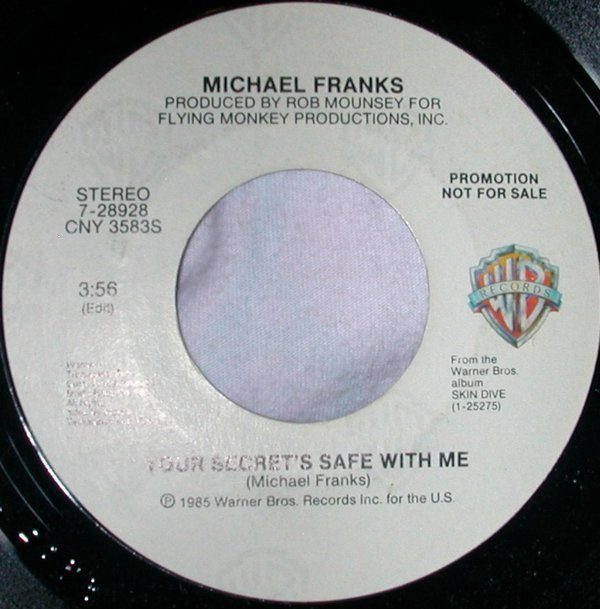 MICHAEL FRANKS
PRODUCED BY ROB MOUNSEY FOR
FLYING MONKEY PRODUCTIONS, INC.
STEREO
7-28928
CNY 3583S
3:56
(Edit)
PROMOTION
NOT FOR SALE
WB
RECORDS
From the
Warner Bros.
album
SKIN DIVE
(1-25275)
YOUR SECRET'S SAFE WITH ME
(Michael Franks)
℗ 1985 Warner Bros. Records Inc. for the U.S.